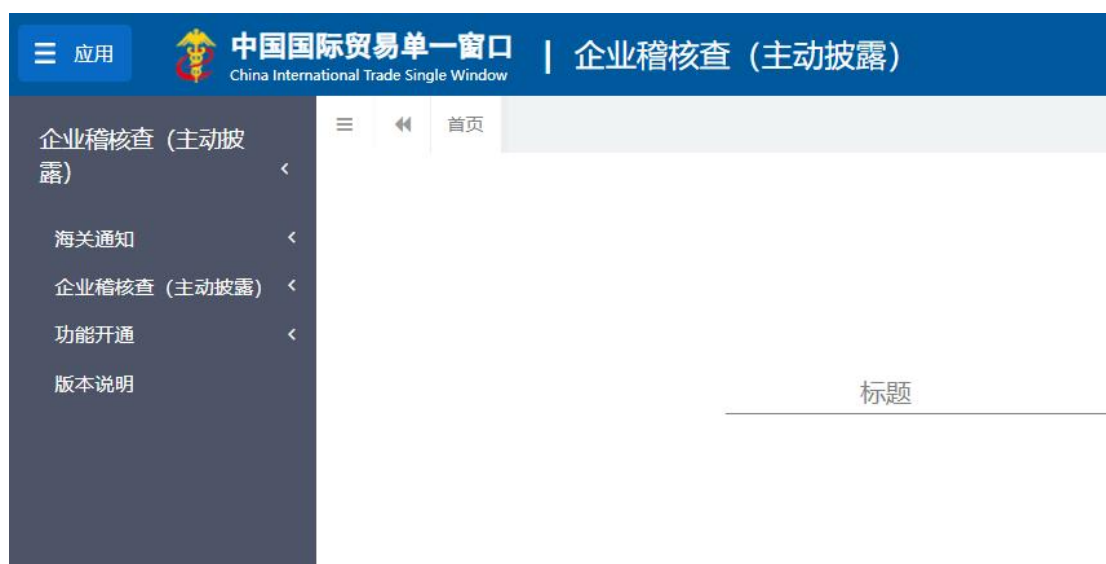 应用
中国国际贸易单一窗口
China International Trade Single Window
企业稽核查（主动披露）
企业稽核查（主动披
露）
首页
海关通知
企业稽核查（主动披露）
功能开通
版本说明
标题